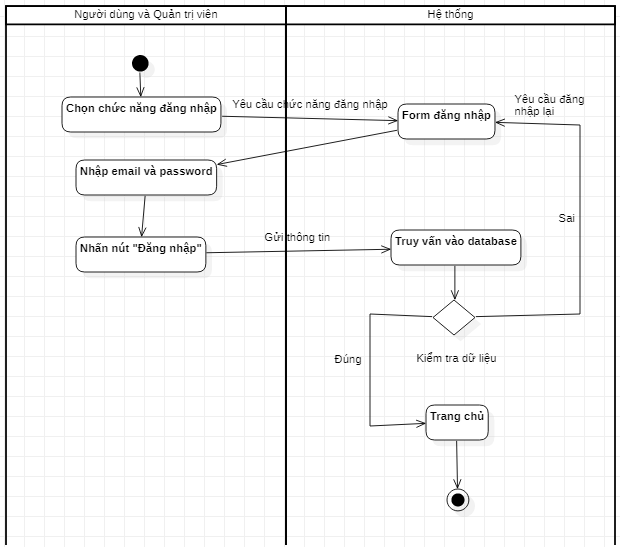 Người dùng và Quản trị viên
Hệ thống
Chọn chức năng đăng nhập
Yêu cầu chức năng đăng nhập
Form đăng nhập
Yêu cầu đăng
nhập lại
Nhập email và password
Sai
Nhấn nút "Đăng nhập"
Gửi thông tin
Truy vấn vào database
Đúng
Kiểm tra dữ liệu
Trang chủ